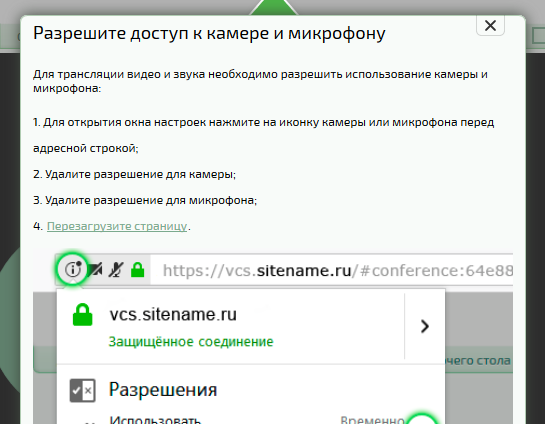 Разрешите доступ к камере и микрофону
Для трансляции видео и звука необходимо разрешить использование камеры и
микрофона:
1. Для открытия окна настроек нажмите на иконку камеры или микрофона перед
адресной строкой;
2. Удалите разрешение для камеры;
3. Удалите разрешение для микрофона;
4. Перезагрузите страницу.
https://vcs.sitename.ru/#conference:64e88
vcs.sitename.ru
Защищённое соединение
очего стола
Разрешения
Использовать
Временно